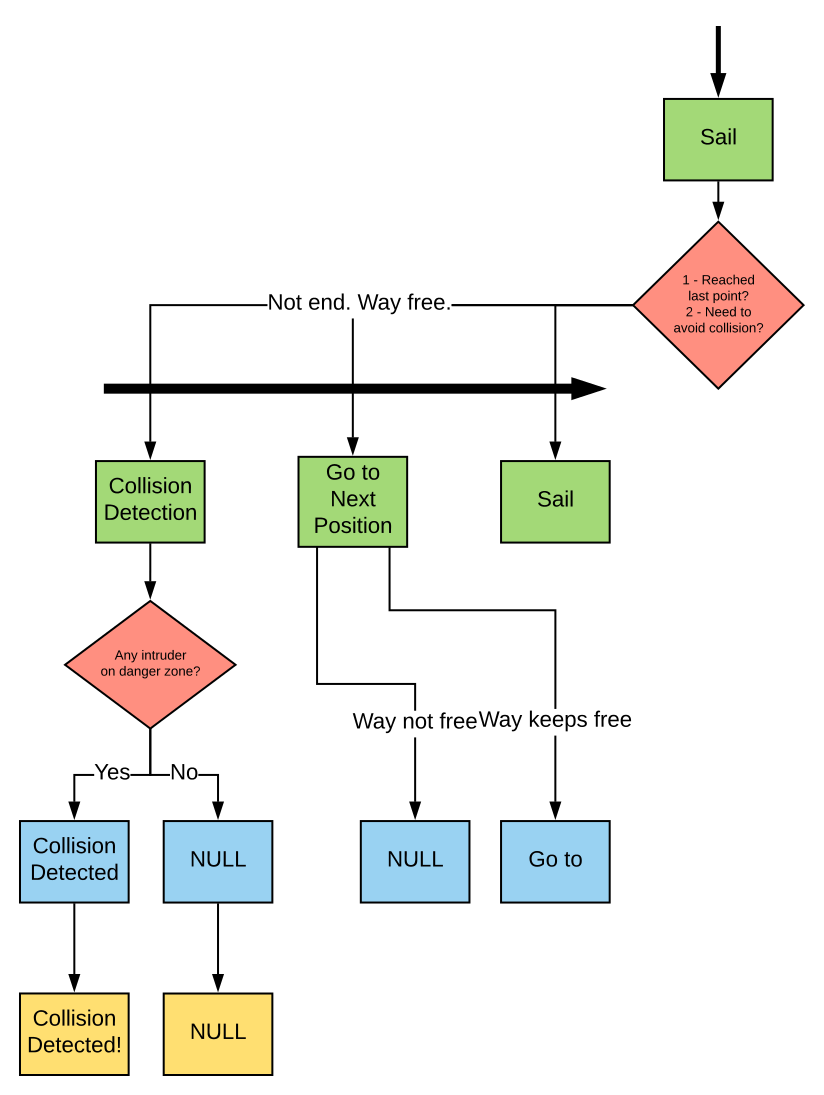 Sail
1 - Reached
last point?
2 - Need to
avoid collision?
Not end. Way free.
Collision
Detection
Go to
Next
Position
Sail
Any intruder
on danger zone?
Way not free
Way keeps free
Yes
No
Collision
Detected
NULL
NULL
Go to
Collision
Detected!
NULL